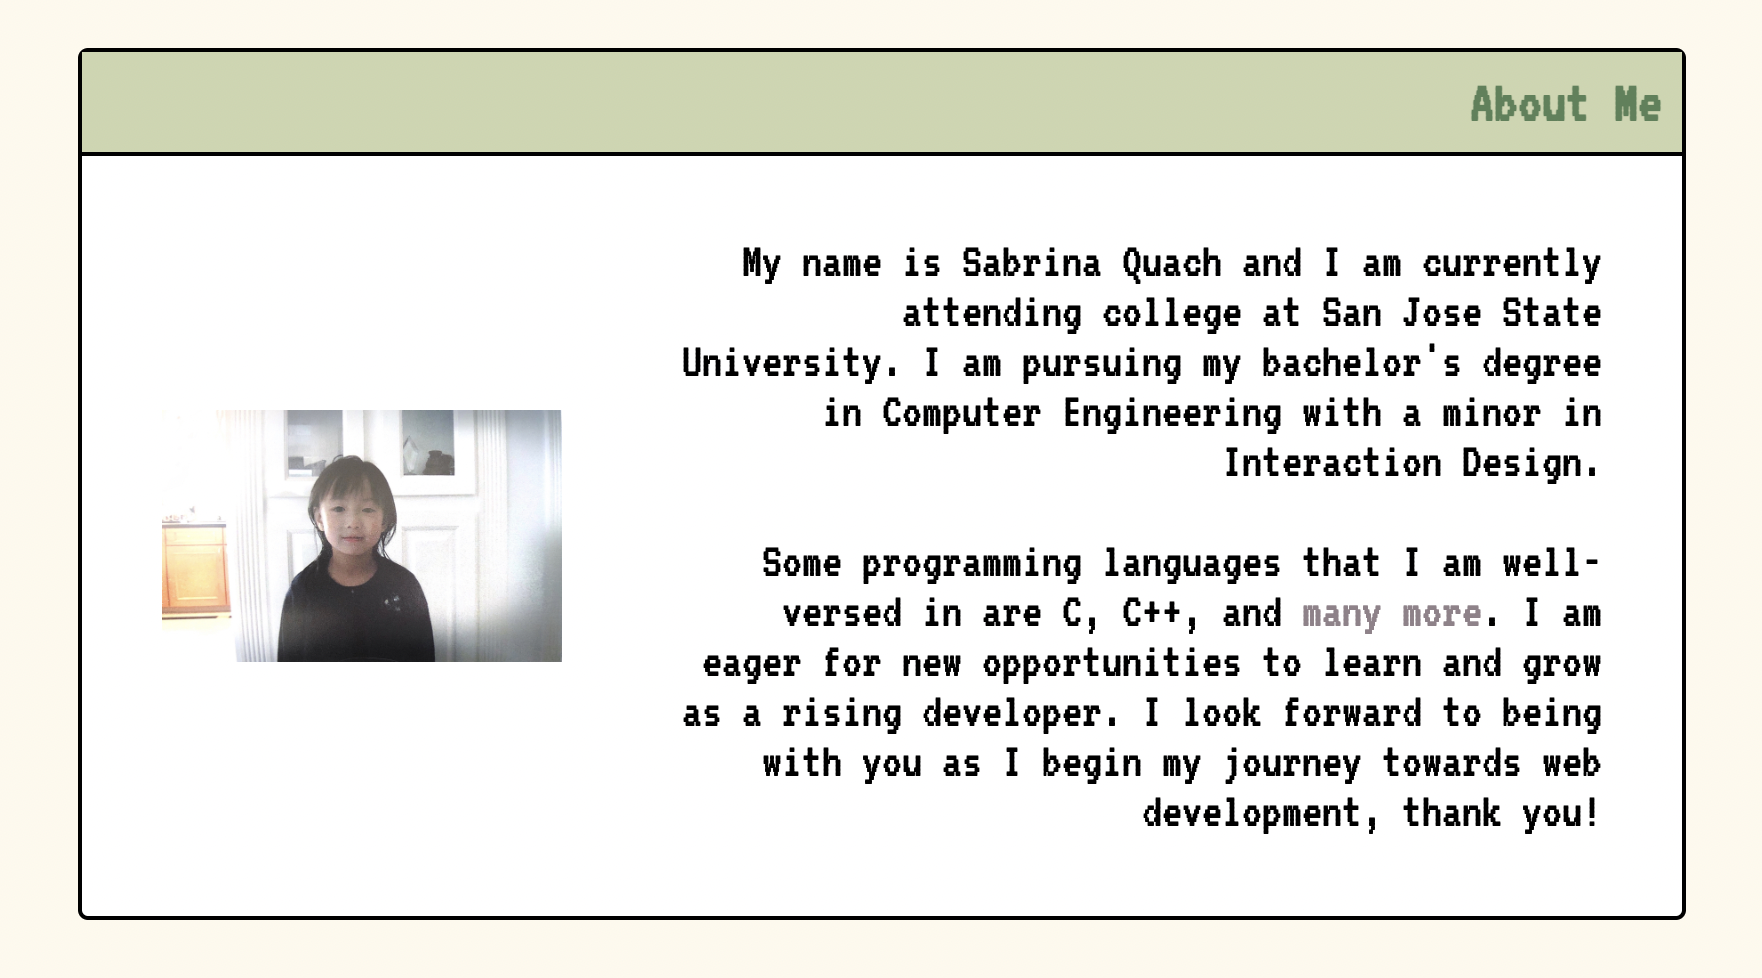 About Me
My name is Sabrina Quach and I am currently
attending college at San Jose State
University. I am pursuing my bachelor's degree
in Computer Engineering with a minor in
Interaction Design.
Some programming languages that I am well-
versed in are C, C++, and many more. I am
eager for new opportunities to learn and grow
as a rising developer. I look forward to being
with you as I begin my journey towards web
development, thank you!